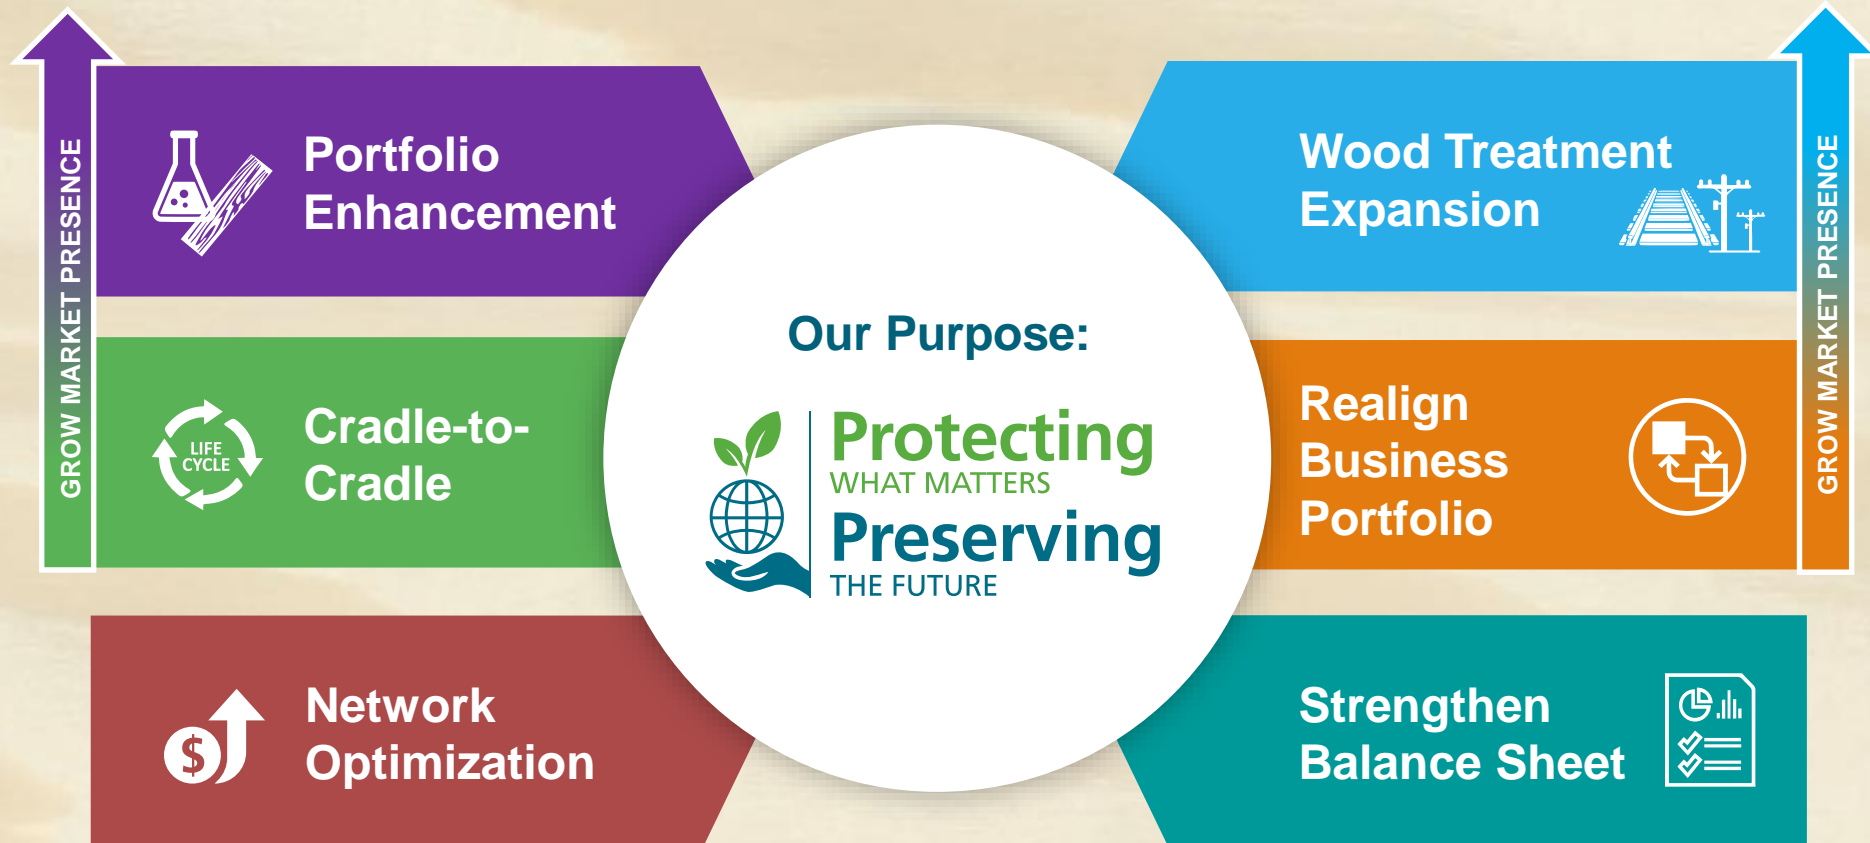 GROW MARKET PRESENCE
Portfolio
Enhancement
Cradle-to-
Cradle
LIFE
CYCLE
Network
Optimization
$
Our Purpose:
Protecting
WHAT MATTERS
Preserving
THE FUTURE
Wood Treatment
Expansion
Realign
Business
Portfolio
Strengthen
Balance Sheet
GROW MARKET PRESENCE